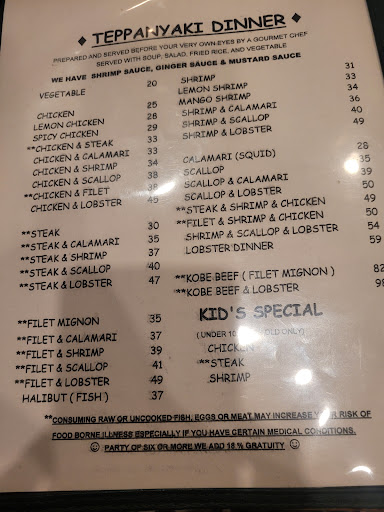 ♦ TEPPANYAKI DINNER ♦
PREPARED AND SERVED BEFORE YOUR VERY OWN EYES BY A GOURMET CHEF
SERVED WITH SOUP, SALAD, FRIED RICE, AND VEGETABLE
WE HAVE SHRIMP SAUCE, GINGER SAUCE & MUSTARD SAUCE
VEGETABLE 20
CHICKEN 25
LEMON CHICKEN 28
SPICY CHICKEN 29
**CHICKEN & STEAK 33
CHICKEN & CALAMARI 33
CHICKEN & SHRIMP 34
CHICKEN & SCALLOP 38
**CHICKEN & FILET 38
CHICKEN & LOBSTER 45
**STEAK 30
**STEAK & CALAMARI 35
**STEAK & SHRIMP 37
**STEAK & SCALLOP 40
**STEAK & LOBSTER 47
**FILET MIGNON 35
**FILET & CALAMARI 37
**FILET & SHRIMP 39
**FILET & SCALLOP 41
**FILET & LOBSTER 49
HALIBUT ( FISH ) 37
SHRIMP 31
LEMON SHRIMP 33
MANGO SHRIMP 34
SHRIMP & CALAMARI 36
SHRIMP & SCALLOP 40
SHRIMP & LOBSTER 49
CALAMARI (SQUID) 28
SCALLOP 35
SCALLOP & CALAMARI 39
SCALLOP & LOBSTER 50
**STEAK & SHRIMP & CHICKEN 49
**FILET & SHRIMP & CHICKEN 50
SHRIMP & SCALLOP & LOBSTER 54
LOBSTER DINNER 59
**KOBE BEEF ( FILET MIGNON ) 82
**KOBE BEEF & LOBSTER
KID'S SPECIAL
( UNDER 10 OLD ONLY)
CHICKEN
**STEAK
SHRIMP
**CONSUMING RAW OR UNCOOKED FISH, EGGS OR MEAT MAY INCREASE YOUR RISK OF
FOOD BORNE ILLNESS ESPECIALLY IF YOU HAVE CERTAIN MEDICAL CONDITIONS.
☺ PARTY OF SIX OR MORE WE ADD 18 % GRATUITY ☺